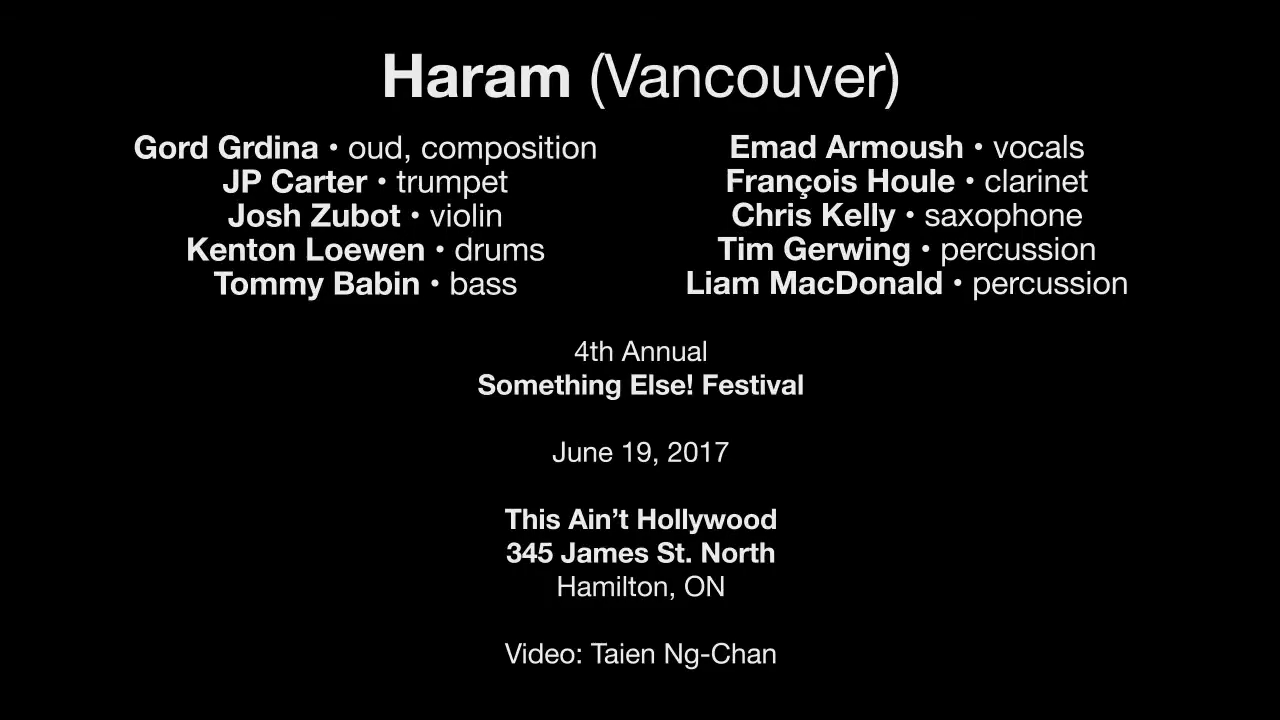 Haram (Vancouver)
Gord Grdina • oud, composition
JP Carter • trumpet
Josh Zubot • violin
Kenton Loewen • drums
Tommy Babin • bass
Emad Armoush • vocals
François Houle • clarinet
Chris Kelly • saxophone
Tim Gerwing • percussion
Liam MacDonald • percussion
4th Annual
Something Else! Festival
June 19, 2017
This Ain’t Hollywood
345 James St. North
Hamilton, ON
Video: Taien Ng-Chan